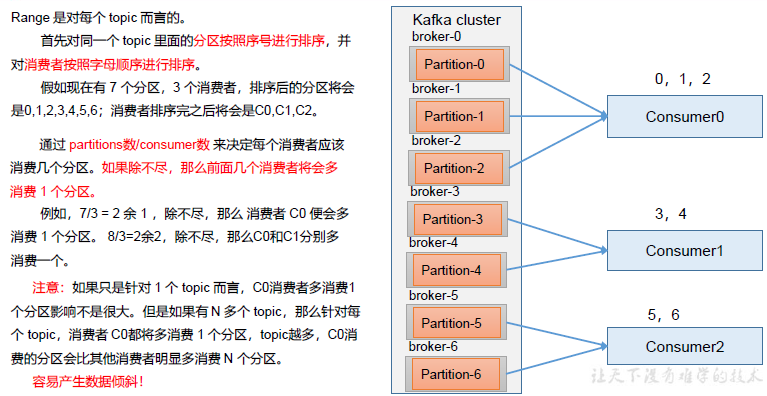 Range 是对每个 topic 而言的。
首先对同一个 topic 里面的分区按照序号进行排序，并
对消费者按照字母顺序进行排序。
假如现在有 7 个分区，3 个消费者，排序后的分区将会
是0,1,2,3,4,5,6；消费者排序完之后将会是C0,C1,C2。
通过 partitions数/consumer数 来决定每个消费者应该
消费几个分区。如果除不尽，那么前面几个消费者将会多
消费 1 个分区。
例如，7/3 = 2 余 1 ，除不尽，那么 消费者 C0 便会多
消费 1 个分区。 8/3=2余2，除不尽，那么C0和C1分别多
消费一个。
注意：如果只是针对 1 个 topic 而言，C0消费者多消费1
个分区影响不是很大。但是如果有 N 多个 topic，那么针对每
个 topic，消费者 C0都将多消费 1 个分区，topic越多，C0消
费的分区会比其他消费者明显多消费 N 个分区。
容易产生数据倾斜！
Kafka cluster
broker-0
Partition-0
broker-1
Partition-1
broker-2
Partition-2
broker-3
Partition-3
broker-4
Partition-4
broker-5
Partition-5
broker-6
Partition-6
0，1，2
Consumer0
3，4
Consumer1
5，6
Consumer2
让天下没有难学的技术